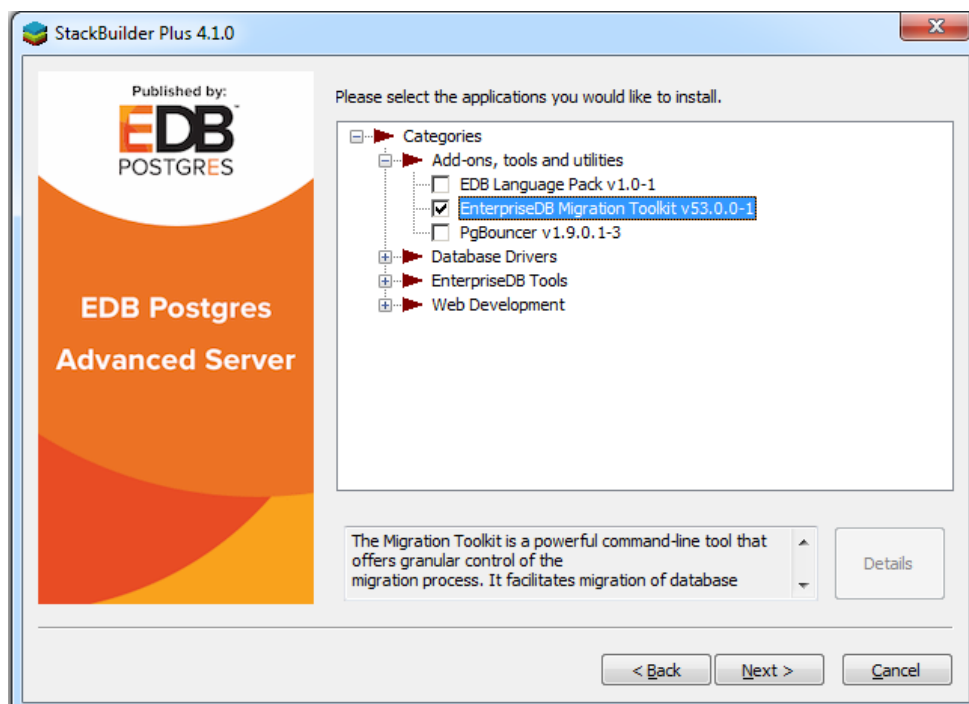 StackBuilder Plus 4.1.0
Published by:
EDB™
POSTGRES
EDB Postgres
Advanced Server
Please select the applications you would like to install.
Categories
Add-ons, tools and utilities
EDB Language Pack v1.0-1
EnterpriseDB Migration Toolkit v53.0.0-1
PgBouncer v1.9.0.1-3
Database Drivers
EnterpriseDB Tools
Web Development
The Migration Toolkit is a powerful command-line tool that
offers granular control of the
migration process. It facilitates migration of database
Details
< Back
Next >
Cancel